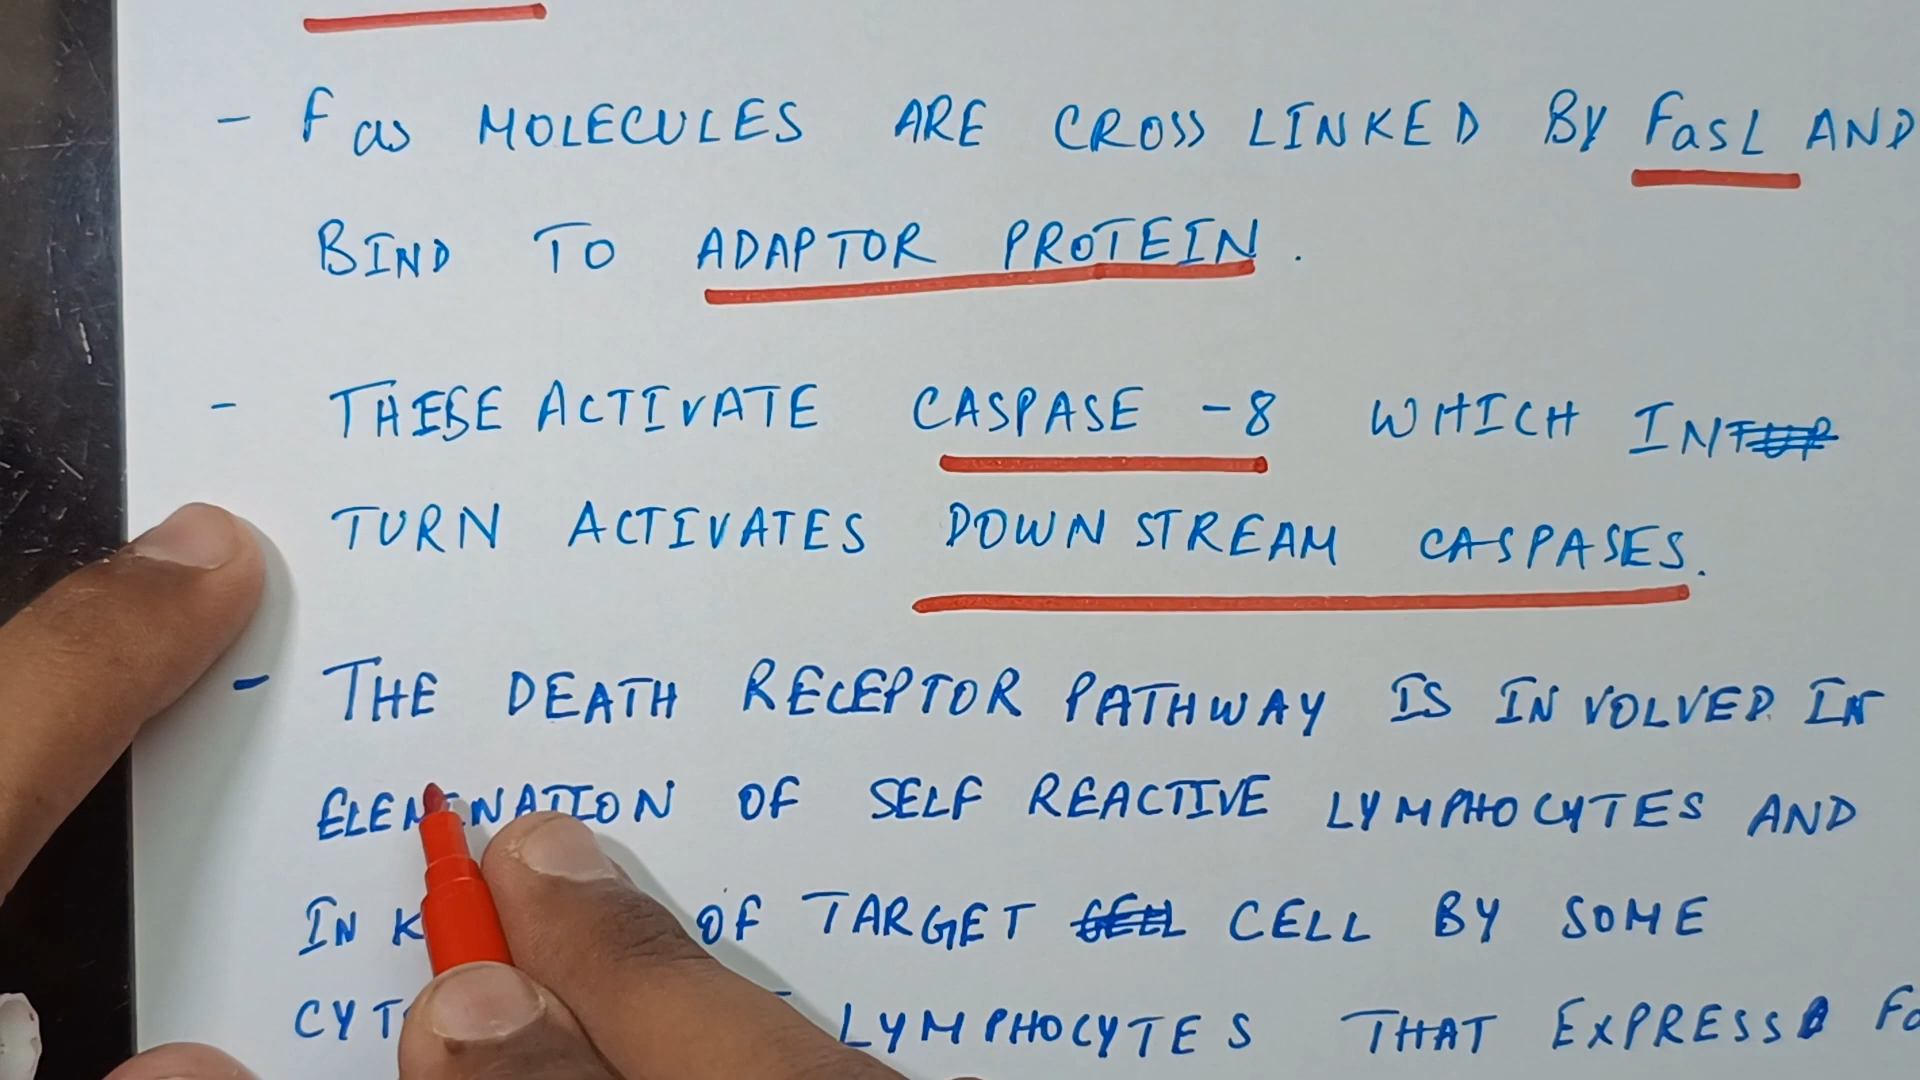 - Fas MOLECULES ARE CROSS LINKED BY FasL AND
BIND TO ADAPTOR PROTEIN.
- THESE ACTIVATE CASPASE-8 WHICH IN
TURN ACTIVATES DOWN STREAM CASPASES.
- THE DEATH RECEPTOR PATHWAY IS INVOLVED IN
ELEMINATION OF SELF REACTIVE LYMPHOCYTES AND
IN OF TARGET CELL BY SOME
LYMPHOCYTES THAT EXPRESS